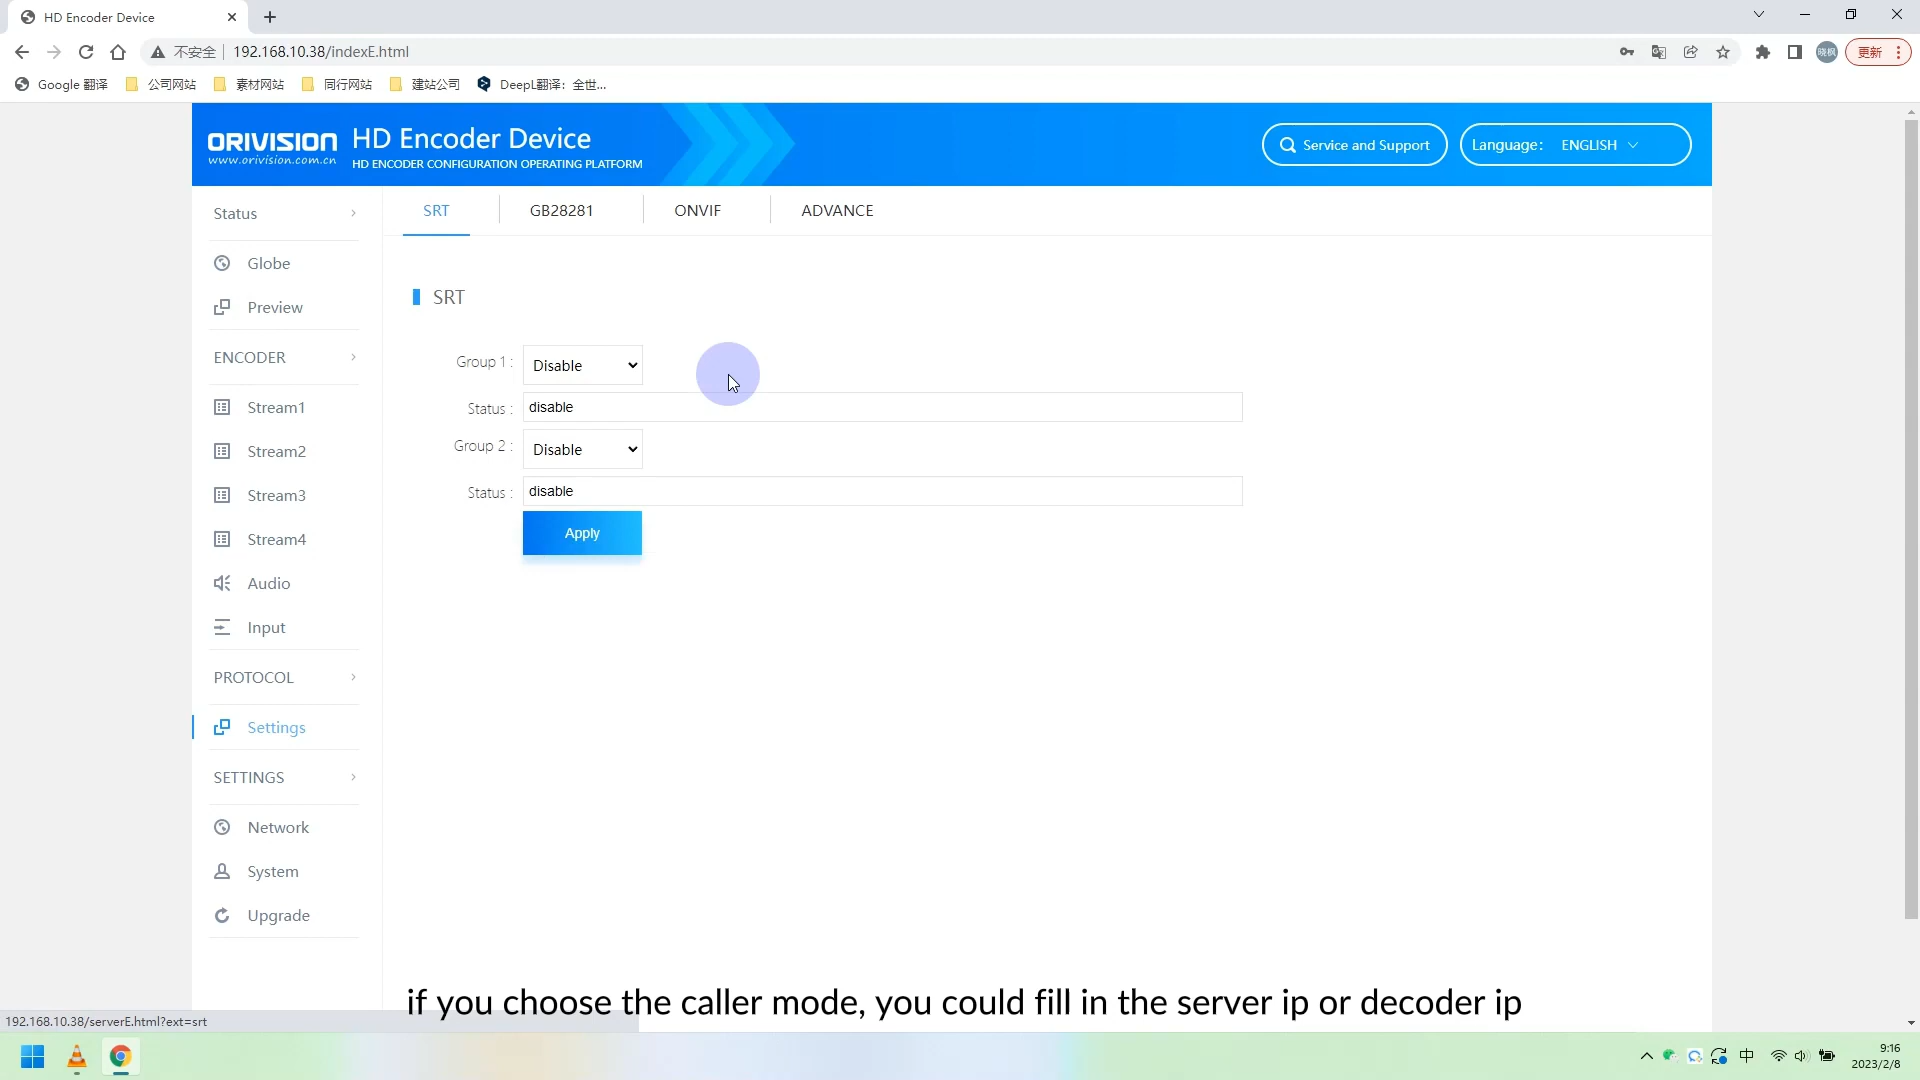 HD Encoder Device
不安全 192.168.10.38/indexE.html
更新
Google 翻译 公司网站 素材网站 同行网站 建站公司 DeepL翻译：全世...
ORIVISION
www.orivision.com.cn
HD Encoder Device
HD ENCODER CONFIGURATION OPERATING PLATFORM
Service and Support
Language: ENGLISH
SRT GB28281 ONVIF ADVANCE
Status
Globe
Preview
ENCODER
Stream1
Stream2
Stream3
Stream4
Audio
Input
PROTOCOL
Settings
SETTINGS
Network
System
Upgrade
SRT
Group 1 : Disable
Status : disable
Group 2 : Disable
Status : disable
Apply
if you choose the caller mode, you could fill in the server ip or decoder ip
192.168.10.38/serverE.html?ext=srt
中
9:16
2023/2/8